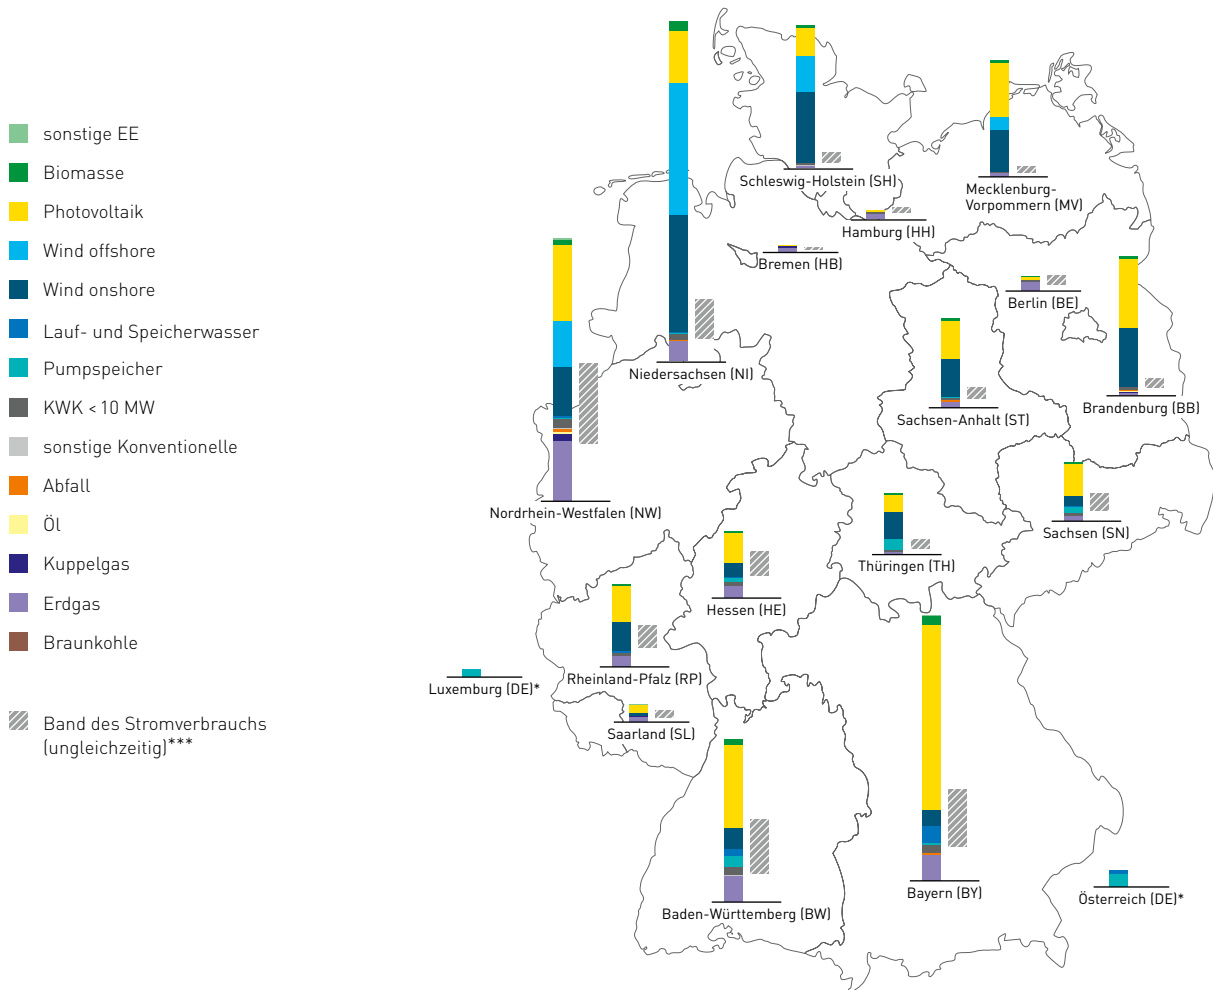 sonstige EE
Biomasse
Photovoltaik
Wind offshore
Wind onshore
Lauf- und Speicherwasser
Pumpspeicher
KWK < 10 MW
sonstige Konventionelle
Abfall
Öl
Kuppelgas
Erdgas
Braunkohle
Band des Stromverbrauchs
(ungleichzeitig)***
Schleswig-Holstein (SH)
Mecklenburg-
Vorpommern (MV)
Hamburg (HH)
Bremen (HB)
Berlin (BE)
Niedersachsen (NI)
Brandenburg (BB)
Sachsen-Anhalt (ST)
Nordrhein-Westfalen (NW)
Sachsen (SN)
Thüringen (TH)
Hessen (HE)
Rheinland-Pfalz (RP)
Luxemburg (DE)*
Saarland (SL)
Bayern (BY)
Österreich (DE)*
Baden-Württemberg (BW)